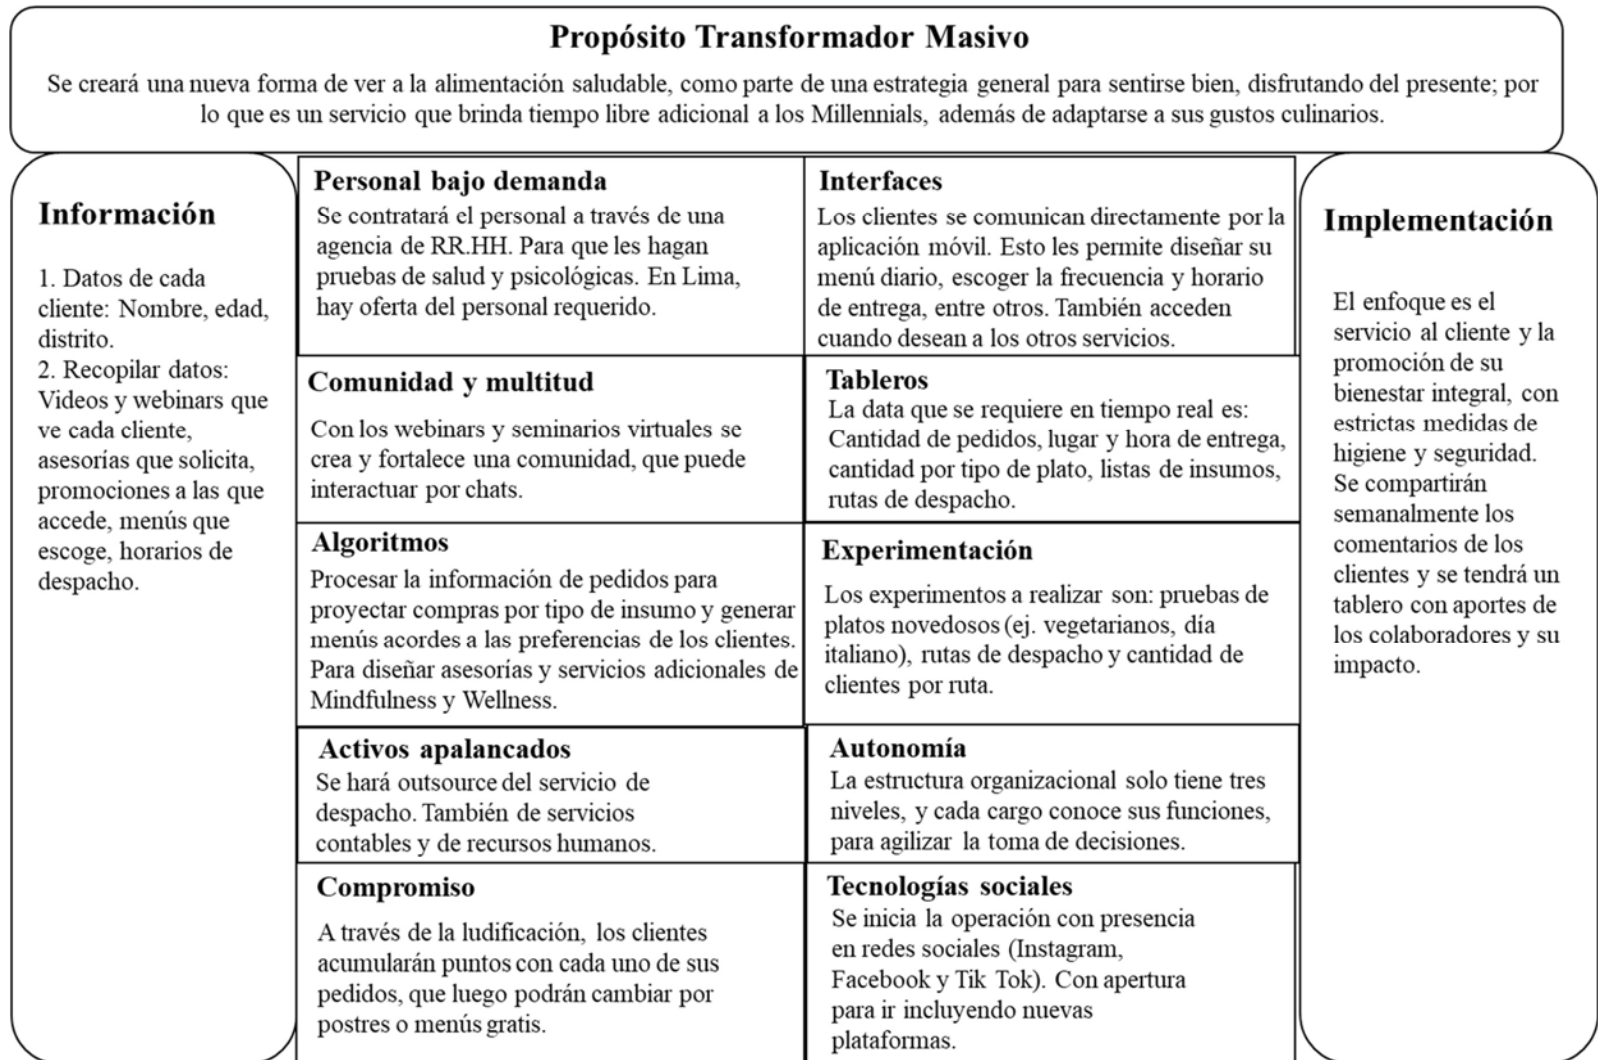 Propósito Transformador Masivo
Se creará una nueva forma de ver a la alimentación saludable, como parte de una estrategia general para sentirse bien, disfrutando del presente; por
lo que es un servicio que brinda tiempo libre adicional a los Millennials, además de adaptarse a sus gustos culinarios.
Información
1. Datos de cada
cliente: Nombre, edad,
distrito.
2. Recopilar datos:
Videos y webinars que
ve cada cliente,
asesorías que solicita,
promociones a las que
accede, menús que
escoge, horarios de
despacho.
Personal bajo demanda
Se contratará el personal a través de una
agencia de RR.HH. Para que les hagan
pruebas de salud y psicológicas. En Lima,
hay oferta del personal requerido.
Comunidad y multitud
Con los webinars y seminarios virtuales se
crea y fortalece una comunidad, que puede
interactuar por chats.
Algoritmos
Procesar la información de pedidos para
proyectar compras por tipo de insumo y generar
menús acordes a las preferencias de los clientes.
Para diseñar asesorías y servicios adicionales de
Mindfulness y Wellness.
Activos apalancados
Se hará outsource del servicio de
despacho. También de servicios
contables y de recursos humanos.
Compromiso
A través de la ludificación, los clientes
acumularán puntos con cada uno de sus
pedidos, que luego podrán cambiar por
postres o menús gratis.
Interfaces
Los clientes se comunican directamente por la
aplicación móvil. Esto les permite diseñar su
menú diario, escoger la frecuencia y horario
de entrega, entre otros. También acceden
cuando desean a los otros servicios.
Tableros
La data que se requiere en tiempo real es:
Cantidad de pedidos, lugar y hora de entrega,
cantidad por tipo de plato, listas de insumos,
rutas de despacho.
Experimentación
Los experimentos a realizar son: pruebas de
platos novedosos (ej. vegetarianos, día
italiano), rutas de despacho y cantidad de
clientes por ruta.
Autonomía
La estructura organizacional solo tiene tres
niveles, y cada cargo conoce sus funciones,
para agilizar la toma de decisiones.
Tecnologías sociales
Se inicia la operación con presencia
en redes sociales (Instagram,
Facebook y Tik Tok). Con apertura
para ir incluyendo nuevas
plataformas.
Implementación
El enfoque es el
servicio al cliente y la
promoción de su
bienestar integral, con
estrictas medidas de
higiene y seguridad.
Se compartirán
semanalmente los
comentarios de los
clientes y se tendrá un
tablero con aportes de
los colaboradores y su
impacto.